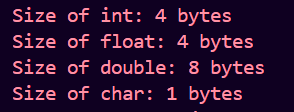 Size of int: 4 bytes
Size of float: 4 bytes
Size of double: 8 bytes
Size of char: 1 bytes